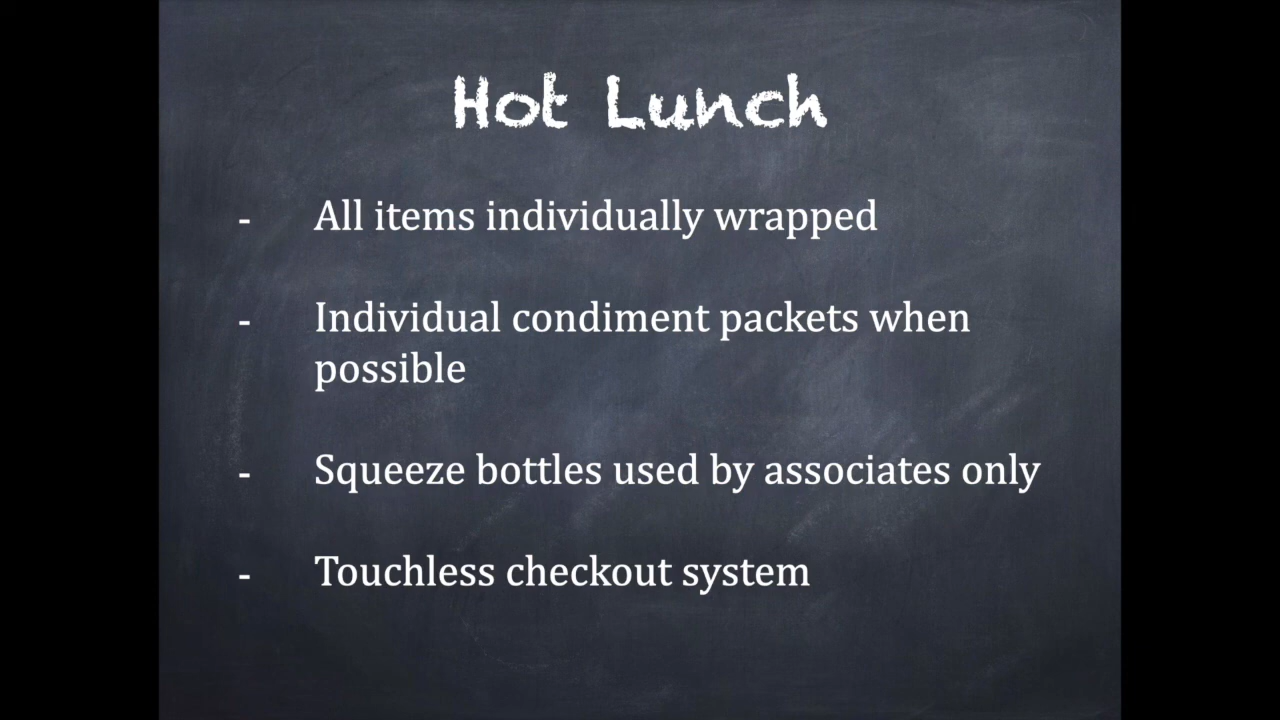 Hot Lunch
- All items individually wrapped
- Individual condiment packets when
possible
- Squeeze bottles used by associates only
- Touchless checkout system